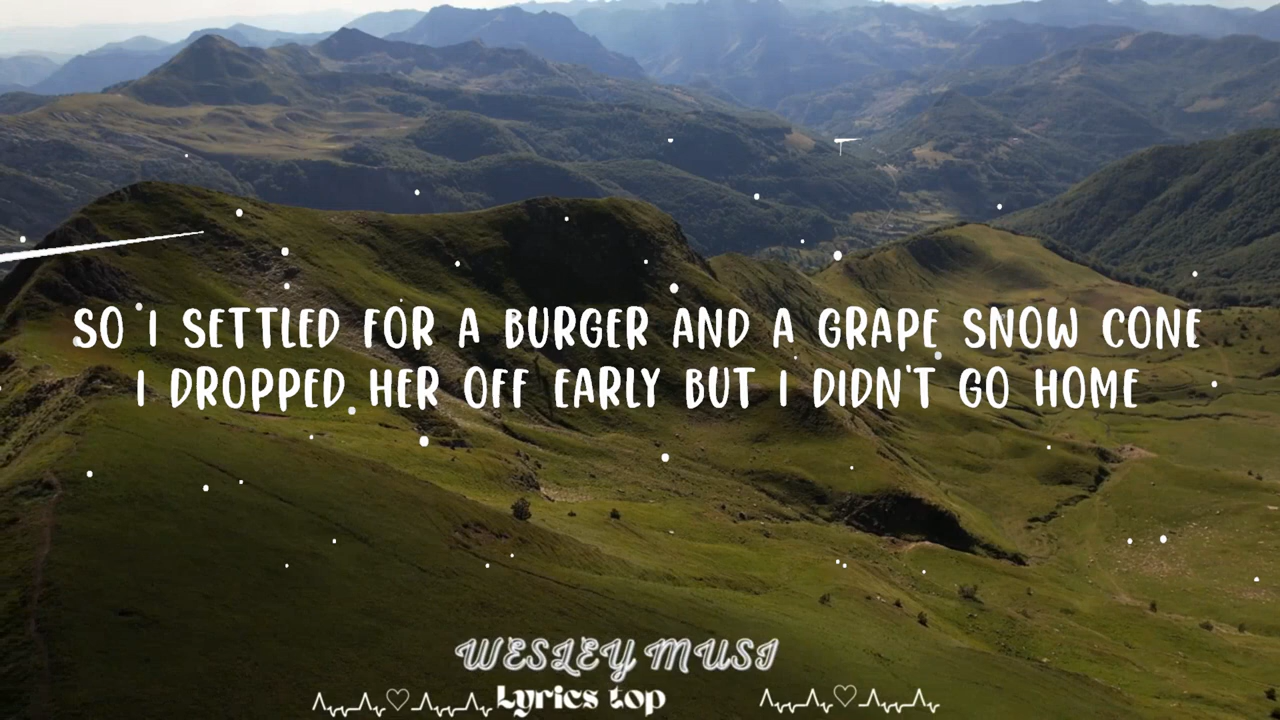 SO I SETTLED FOR A BURGER AND A GRAPE SNOW CONE
I DROPPED HER OFF EARLY BUT I DIDN'T GO HOME
WESLEY MUSI
Lyrics top